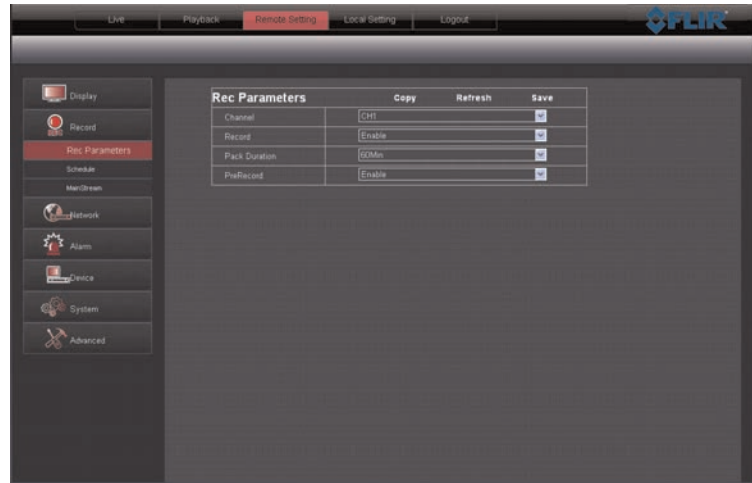 Live Playback Remote Setting Local Setting Logout FLIR
Display
Record
Rec Parameters
Schedule
MainStream
Network
Alarm
Device
System
Advanced
Rec Parameters Copy Refresh Save
Channel CH1
Record Enable
Pack Duration 60Min
PreRecord Enable